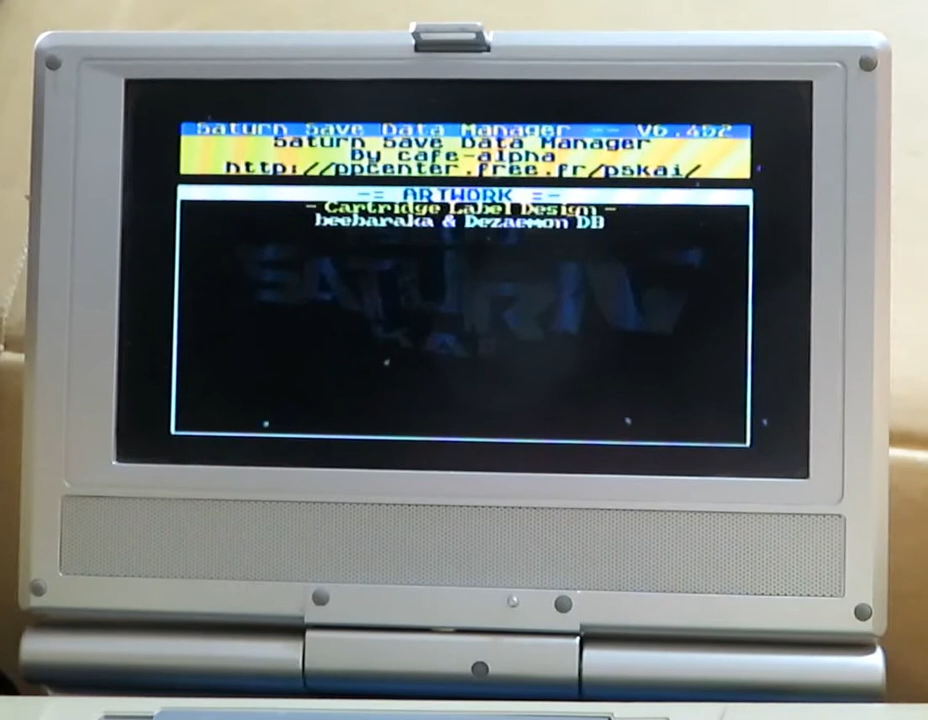 Saturn Save Data Manager -- V6.452
Saturn Save Data Manager
By cafe-alpha
http://ppcenter.free.fr/pskai/
-= ARTWORK =-
- Cartridge Label Design -
beebaraka & Dezaemon DB
SATURN
KAI